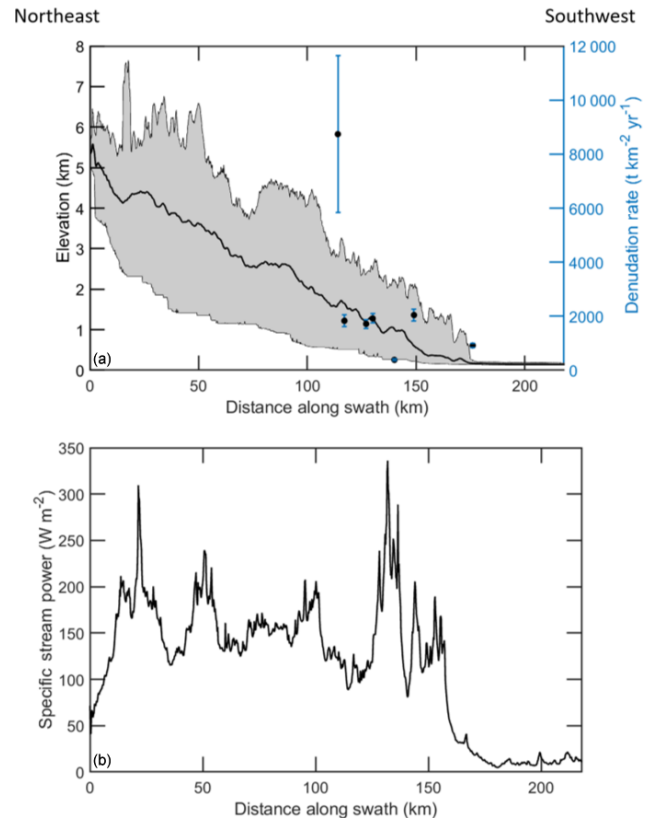 Northeast Southwest
8 12 000
7
10 000
6
8000
5
4 6000
3
4000
2
2000
1
(a)
0 0
0 50 100 150 200
Elevation (km)
Denudation rate (t km-2 yr-1)
Distance along swath (km)
350
300
250
200
150
100
50
(b)
0
0 50 100 150 200
Specific stream power (W m-2)
Distance along swath (km)